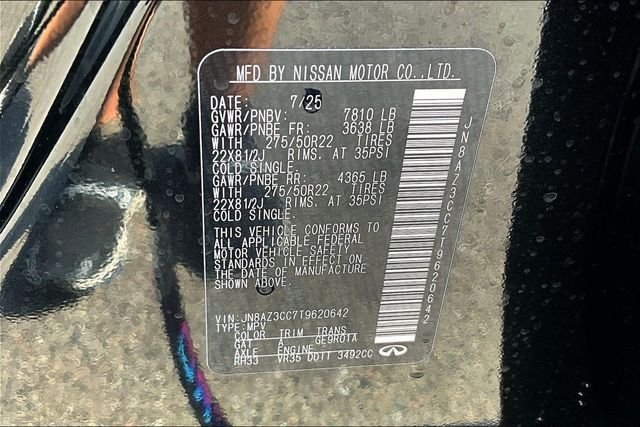 MFD BY NISSAN MOTOR CO.,LTD.
DATE: 7/25
GVWR/PNBV: 7810 LB
GAWR/PNBE FR: 3638 LB
WITH 275/50R22 TIRES
22X81/2J RIMS, AT 35PSI
COLD SINGLE.
GAWR/PNBE RR: 4365 LB
WITH 275/50R22 TIRES
22X81/2J RIMS, AT 35PSI
COLD SINGLE.
THIS VEHICLE CONFORMS TO
ALL APPLICABLE FEDERAL
MOTOR VEHICLE SAFETY
STANDARDS IN EFFECT ON
THE DATE OF MANUFACTURE
SHOWN ABOVE.
VIN: JN8AZ3CC7T9620642
TYPE: MPV
COLOR TRIM TRANS
GAT A GE9R01A
AXLE ENGINE
RH33 VR35 DDTT 3492CC
JN8AZ3CC7T9620642